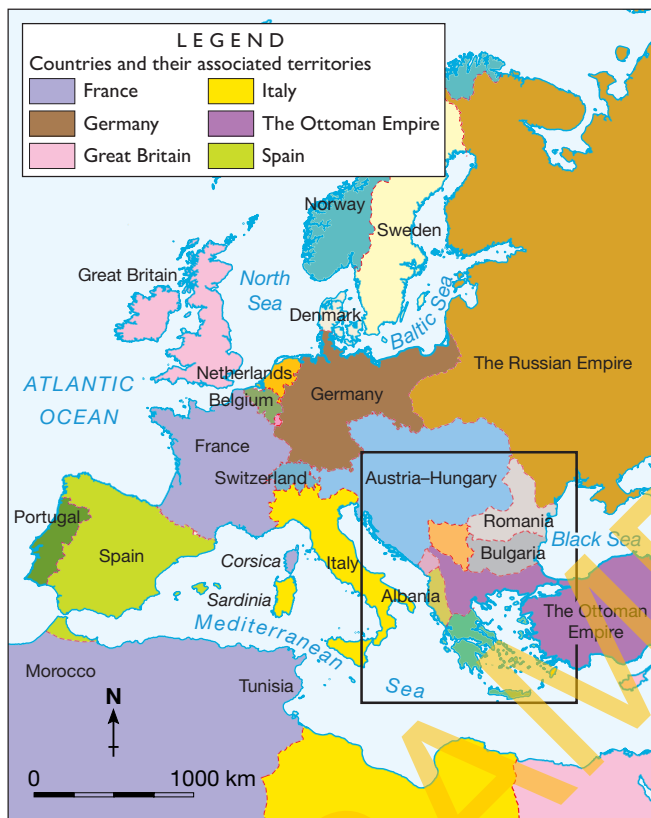 LEGEND
Countries and their associated territories
France
Italy
Germany
The Ottoman Empire
Great Britain
Spain
Norway
Sweden
Great Britain
North
Sea
Denmark
Baltic Sea
The Russian Empire
Netherlands
ATLANTIC
OCEAN
Belgium
Germany
France
Switzerland
Austria–Hungary
Portugal
Romania
Black Sea
Spain
Bulgaria
Corsica
Italy
Sardinia
Albania
The Ottoman
Empire
Mediterranean
Sea
Morocco
Tunisia
N
0
1000 km